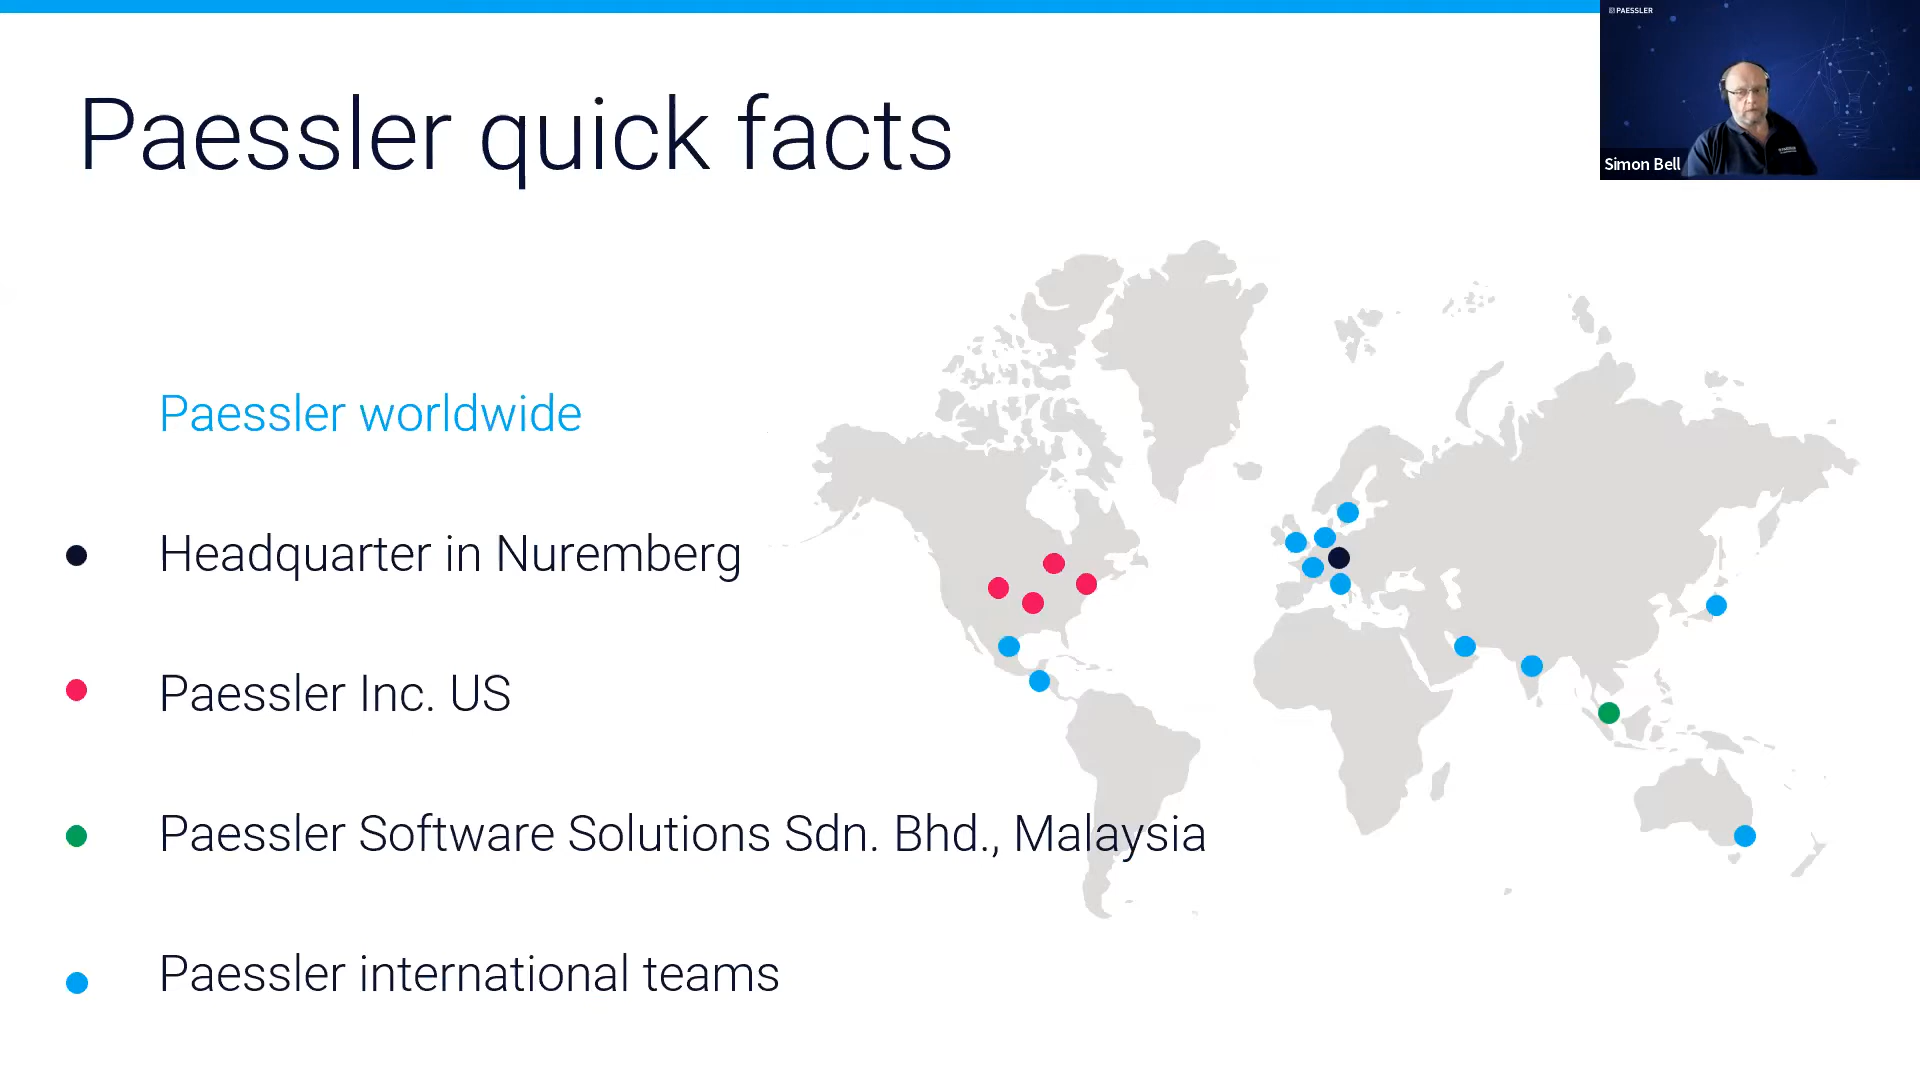 PAESSLER
Paessler quick facts
Simon Bell
Paessler worldwide
Headquarter in Nuremberg
Paessler Inc. US
Paessler Software Solutions Sdn. Bhd., Malaysia
Paessler international teams